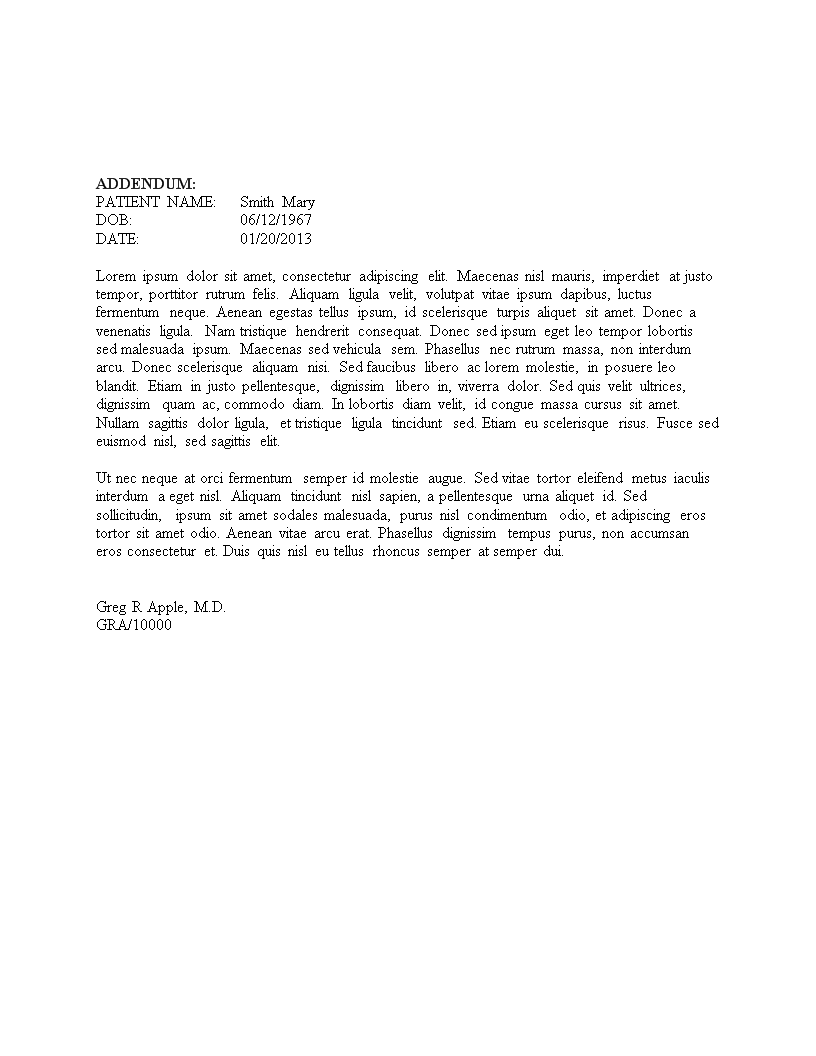 ADDENDUM:
PATIENT NAME: Smith Mary
DOB: 06/12/1967
DATE: 01/20/2013
Lorem ipsum dolor sit amet, consectetur adipiscing elit. Maecenas nisl mauris, imperdiet at justo
tempor, porttitor rutrum felis. Aliquam ligula velit, volutpat vitae ipsum dapibus, luctus
fermentum neque. Aenean egestas tellus ipsum, id scelerisque turpis aliquet sit amet. Donec a
venenatis ligula. Nam tristique hendrerit consequat. Donec sed ipsum eget leo tempor lobortis
sed malesuada ipsum. Maecenas sed vehicula sem. Phasellus nec rutrum massa, non interdum
arcu. Donec scelerisque aliquam nisi. Sed faucibus libero ac lorem molestie, in posuere leo
blandit. Etiam in justo pellentesque, dignissim libero in, viverra dolor. Sed quis velit ultrices,
dignissim quam ac, commodo diam. In lobortis diam velit, id congue massa cursus sit amet.
Nullam sagittis dolor ligula, et tristique ligula tincidunt sed. Etiam eu scelerisque risus. Fusce sed
euismod nisl, sed sagittis elit.
Ut nec neque at orci fermentum semper id molestie augue. Sed vitae tortor eleifend metus iaculis
interdum a eget nisl. Aliquam tincidunt nisl sapien, a pellentesque urna aliquet id. Sed
sollicitudin, ipsum sit amet sodales malesuada, purus nisl condimentum odio, et adipiscing eros
tortor sit amet odio. Aenean vitae arcu erat. Phasellus dignissim tempus purus, non accumsan
eros consectetur et. Duis quis nisl eu tellus rhoncus semper at semper dui.
Greg R Apple, M.D.
GRA/10000